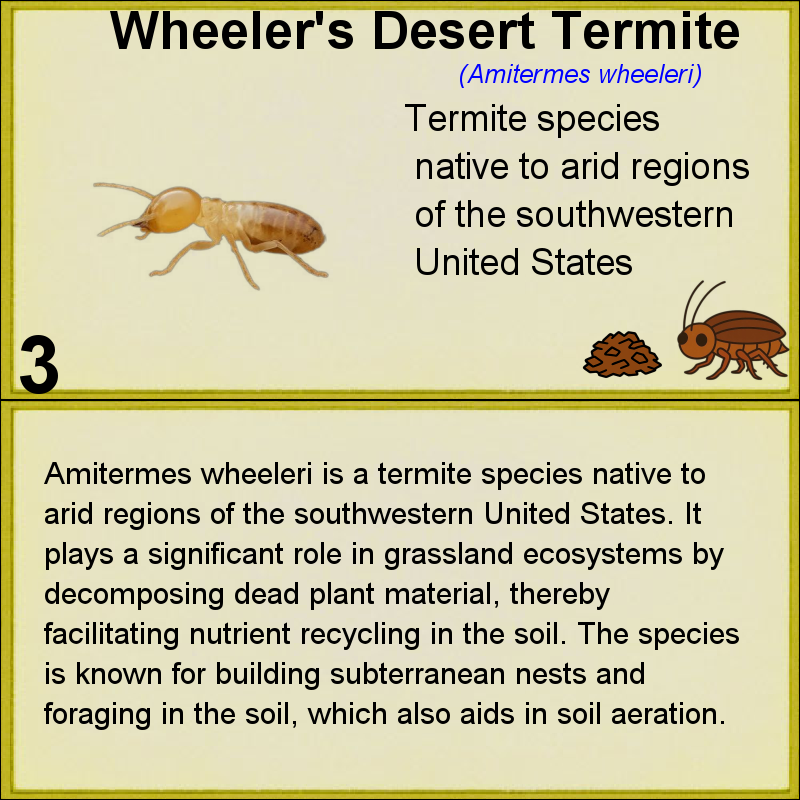 Wheeler's Desert Termite
(Amitermes wheeleri)
Termite species
native to arid regions
of the southwestern
United States
3
Amitermes wheeleri is a termite species native to
arid regions of the southwestern United States. It
plays a significant role in grassland ecosystems by
decomposing dead plant material, thereby
facilitating nutrient recycling in the soil. The species
is known for building subterranean nests and
foraging in the soil, which also aids in soil aeration.